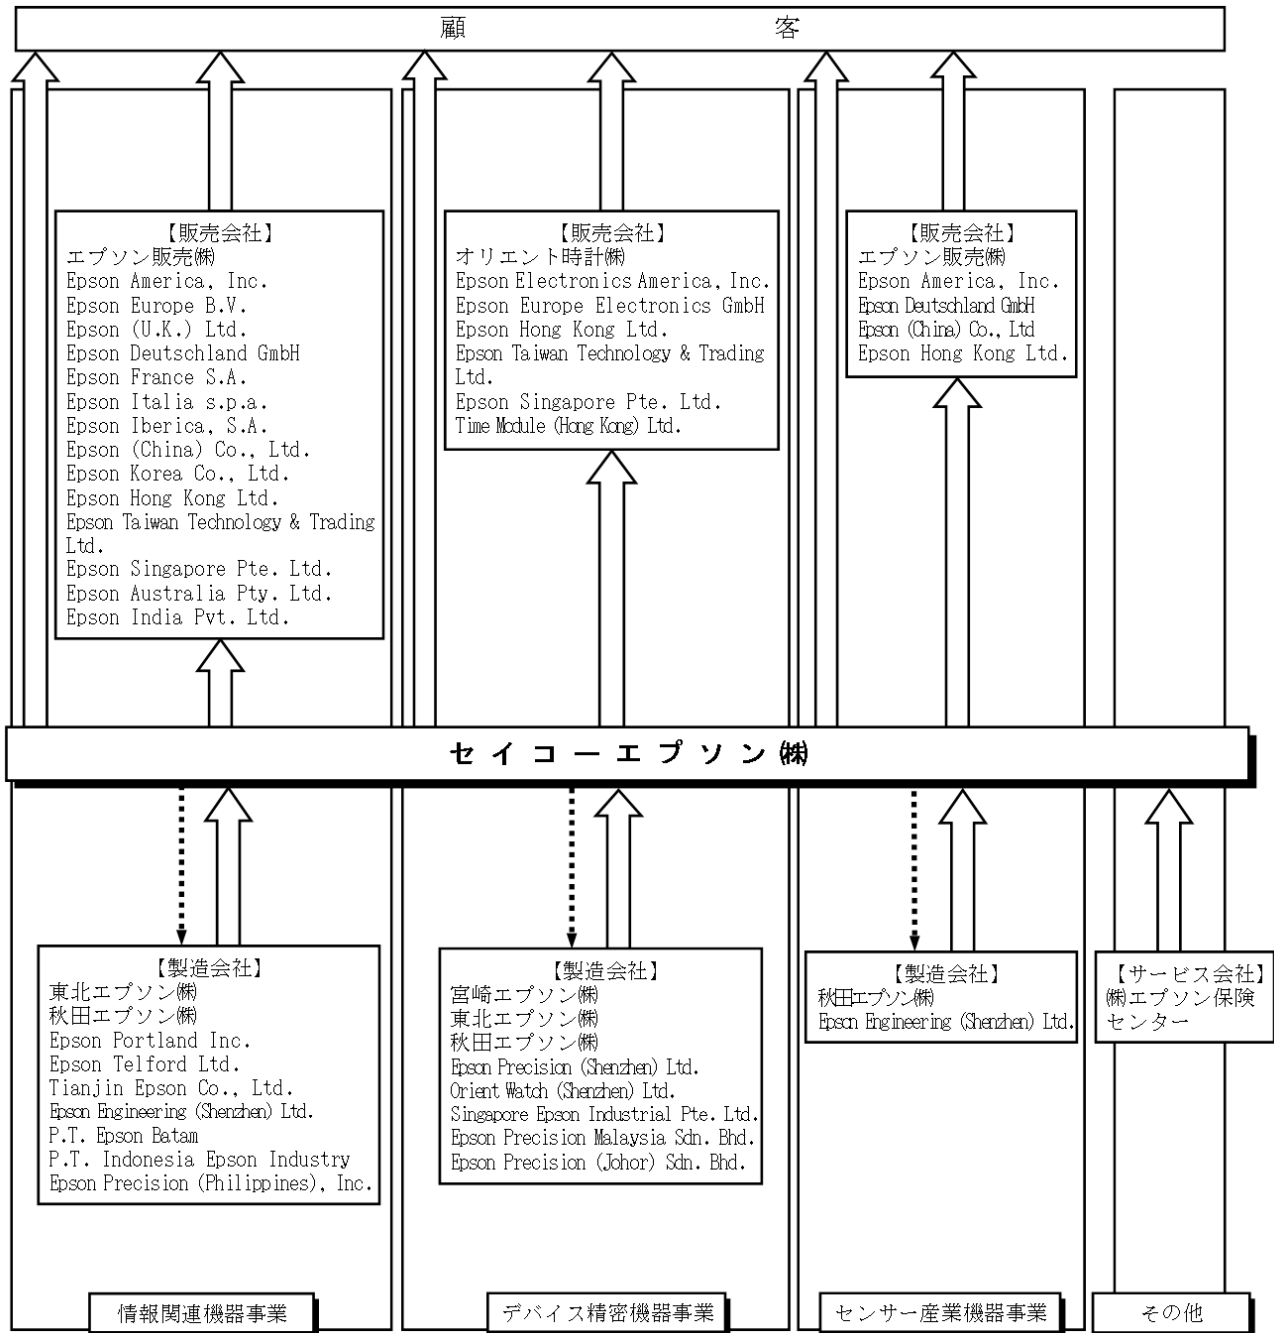 顧 客
【販売会社】
エプソン販売㈱
Epson America, Inc.
Epson Europe B.V.
Epson (U.K.) Ltd.
Epson Deutschland GmbH
Epson France S.A.
Epson Italia s.p.a.
Epson Iberica, S.A.
Epson (China) Co., Ltd.
Epson Korea Co., Ltd.
Epson Hong Kong Ltd.
Epson Taiwan Technology & Trading
Ltd.
Epson Singapore Pte. Ltd.
Epson Australia Pty. Ltd.
Epson India Pvt. Ltd.
【販売会社】
オリエント時計㈱
Epson Electronics America, Inc.
Epson Europe Electronics GmbH
Epson Hong Kong Ltd.
Epson Taiwan Technology & Trading
Ltd.
Epson Singapore Pte. Ltd.
Time Module (Hong Kong) Ltd.
【販売会社】
エプソン販売㈱
Epson America, Inc.
Epson Deutschland GmbH
Epson (China) Co., Ltd
Epson Hong Kong Ltd.
セイコーエプソン㈱
【製造会社】
東北エプソン㈱
秋田エプソン㈱
Epson Portland Inc.
Epson Telford Ltd.
Tianjin Epson Co., Ltd.
Epson Engineering (Shenzhen) Ltd.
P.T. Epson Batam
P.T. Indonesia Epson Industry
Epson Precision (Philippines), Inc.
【製造会社】
宮崎エプソン㈱
東北エプソン㈱
秋田エプソン㈱
Epson Precision (Shenzhen) Ltd.
Orient Watch (Shenzhen) Ltd.
Singapore Epson Industrial Pte. Ltd.
Epson Precision Malaysia Sdn. Bhd.
Epson Precision (Johor) Sdn. Bhd.
【製造会社】
秋田エプソン㈱
Epson Engineering (Shenzhen) Ltd.
【サービス会社】
㈱エプソン保険
センター
情報関連機器事業
デバイス精密機器事業
センサー産業機器事業
その他